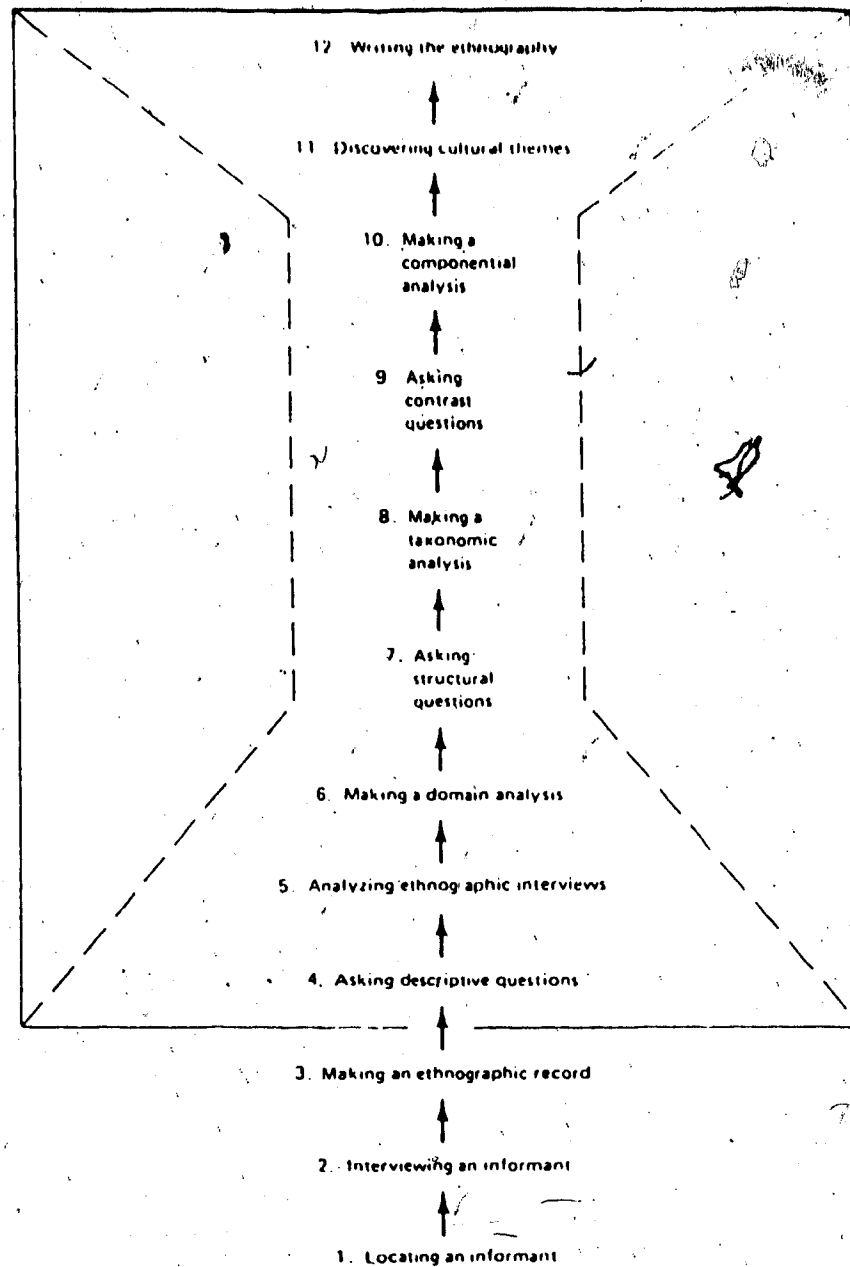 12 Writing the ethnography
11 Discovering cultural themes
10. Making a
componential
analysis
9 Asking
contrast
questions
8. Making a
taxonomic
analysis
7. Asking
structural
questions
6. Making a domain analysis
5. Analyzing ethnographic interviews
4. Asking descriptive questions
3. Making an ethnographic record
2. Interviewing an informant
1. Locating an informant